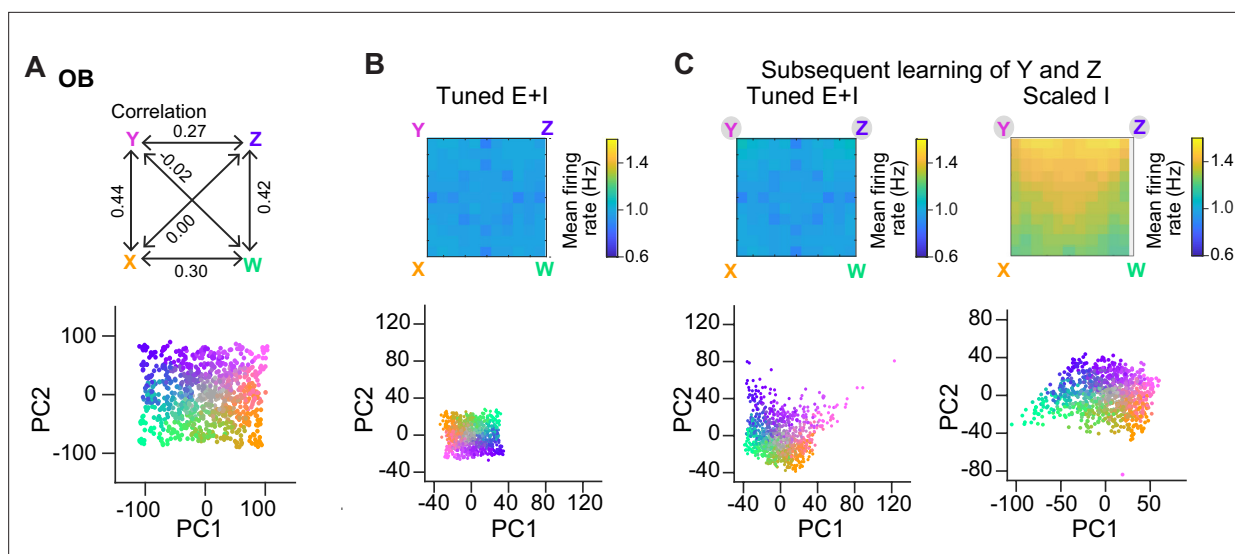 A
OB
Correlation
Y
0.27
Z
-0.02
0.44
0.42
0.00
X
0.30
W
100
0
-100
PC2
-100
0
100
PC1
B
Tuned E+I
Y
Z
X
W
1.4
1.0
0.6
Mean firing
rate (Hz)
120
80
40
0
-40
PC2
-40
0
40
80
120
PC1
C
Subsequent learning of Y and Z
Tuned E+I
Y
Z
X
W
1.4
1.0
0.6
Mean firing
rate (Hz)
120
80
40
0
-40
PC2
-40
0
40
80
120
PC1
Scaled I
Y
Z
X
W
1.4
1.0
0.6
Mean firing
rate (Hz)
80
40
0
-40
-80
PC2
-100
-50
0
50
PC1